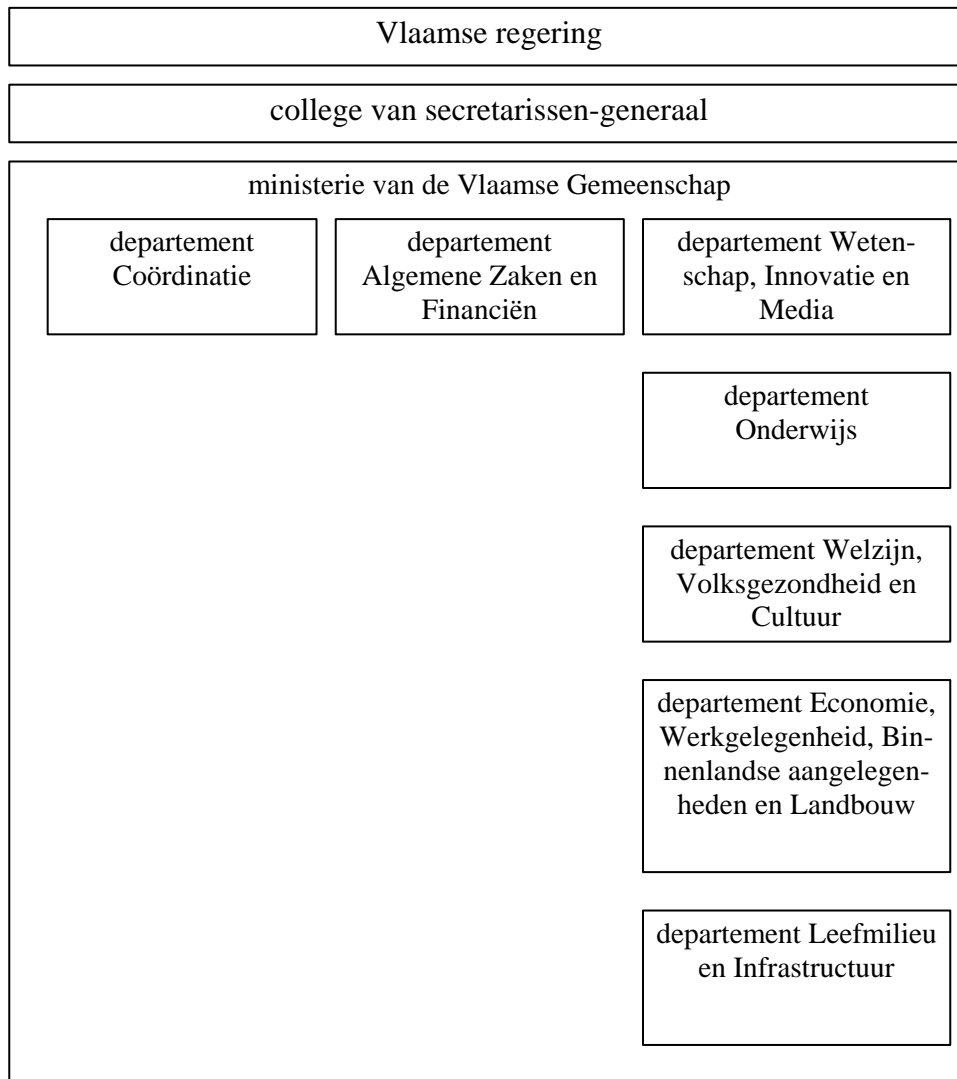 Vlaamse regering
college van secretarissen-generaal
ministerie van de Vlaamse Gemeenschap
departement
Coördinatie
departement
Algemene Zaken en
Financiën
departement Weten-
schap, Innovatie en
Media
departement
Onderwijs
departement Welzijn,
Volksgezondheid en
Cultuur
departement Economie,
Werkgelegenheid, Bin-
nenlandse aangelegen-
heden en Landbouw
departement Leefmilieu
en Infrastructuur